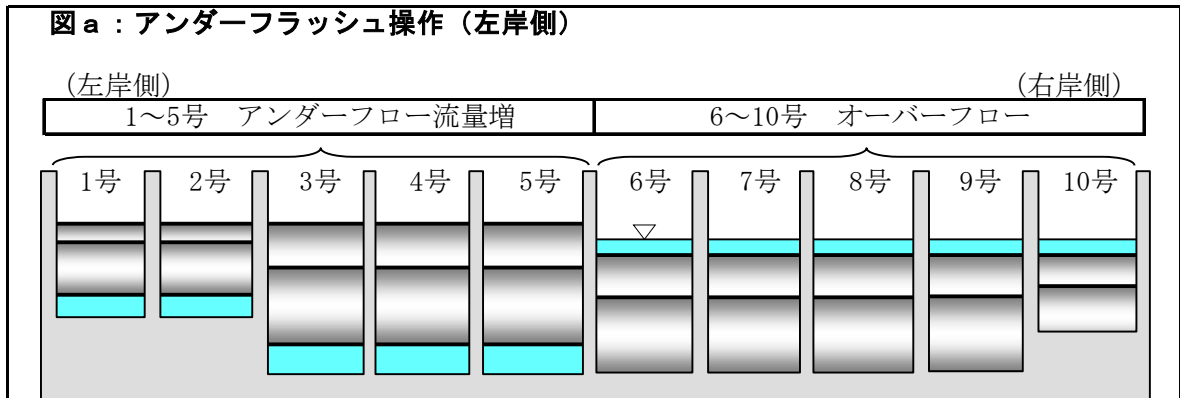 図a：アンダーフラッシュ操作（左岸側）
（左岸側） （右岸側）
1～5号　アンダーフロー流量増 6～10号　オーバーフロー
1号 2号 3号 4号 5号 6号 7号 8号 9号 10号